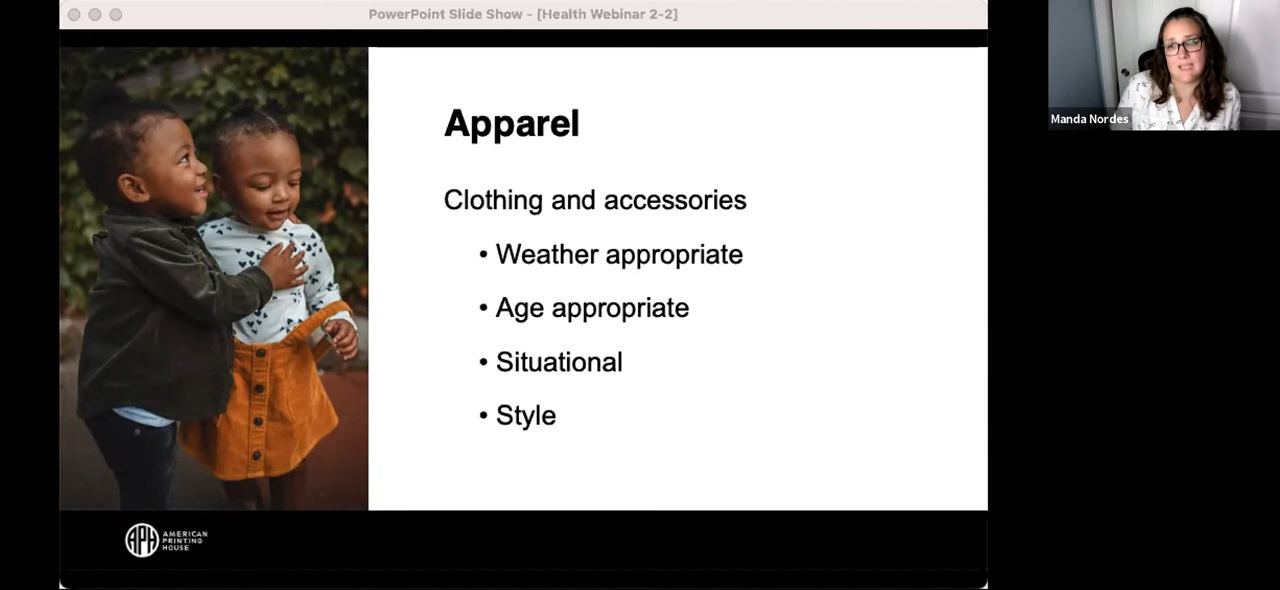 PowerPoint Slide Show - [Health Webinar 2-2]
Apparel
Clothing and accessories
• Weather appropriate
• Age appropriate
• Situational
• Style
APH
AMERICAN
PRINTING
HOUSE
Manda Nordes